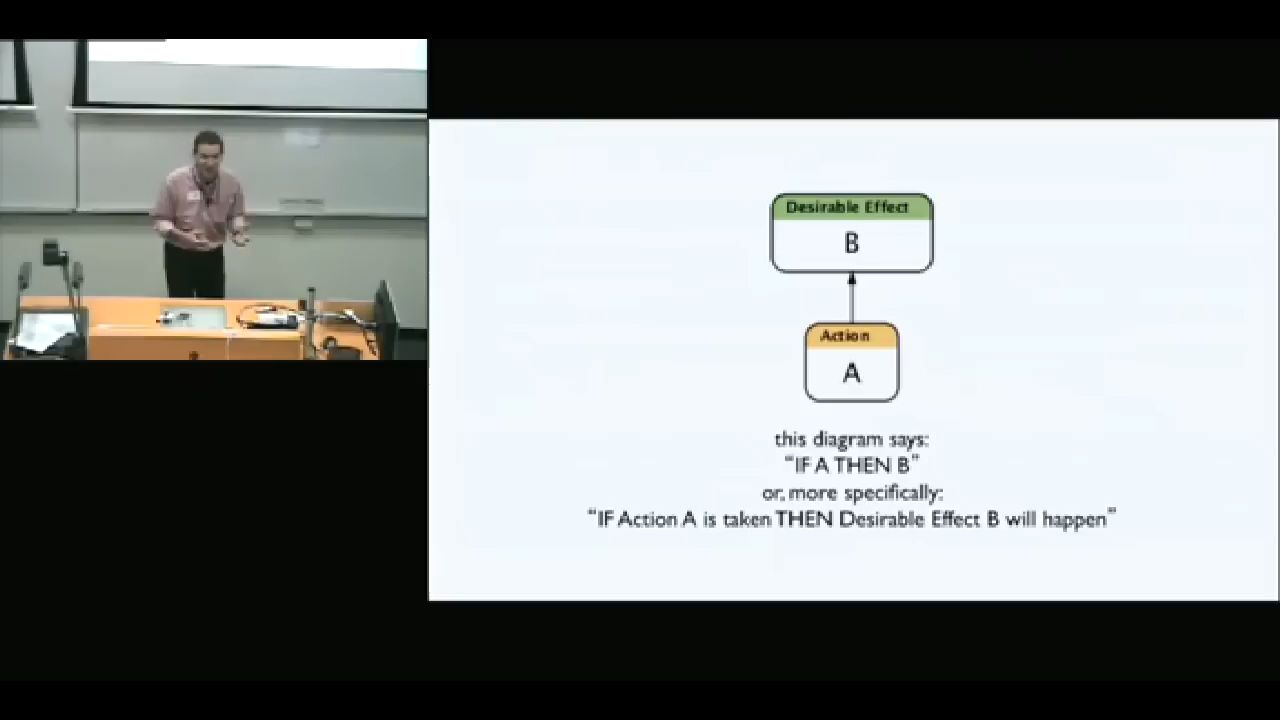 Desirable Effect
B
Action
A
this diagram says:
“IF A THEN B”
or, more specifically:
“IF Action A is taken THEN Desirable Effect B will happen”